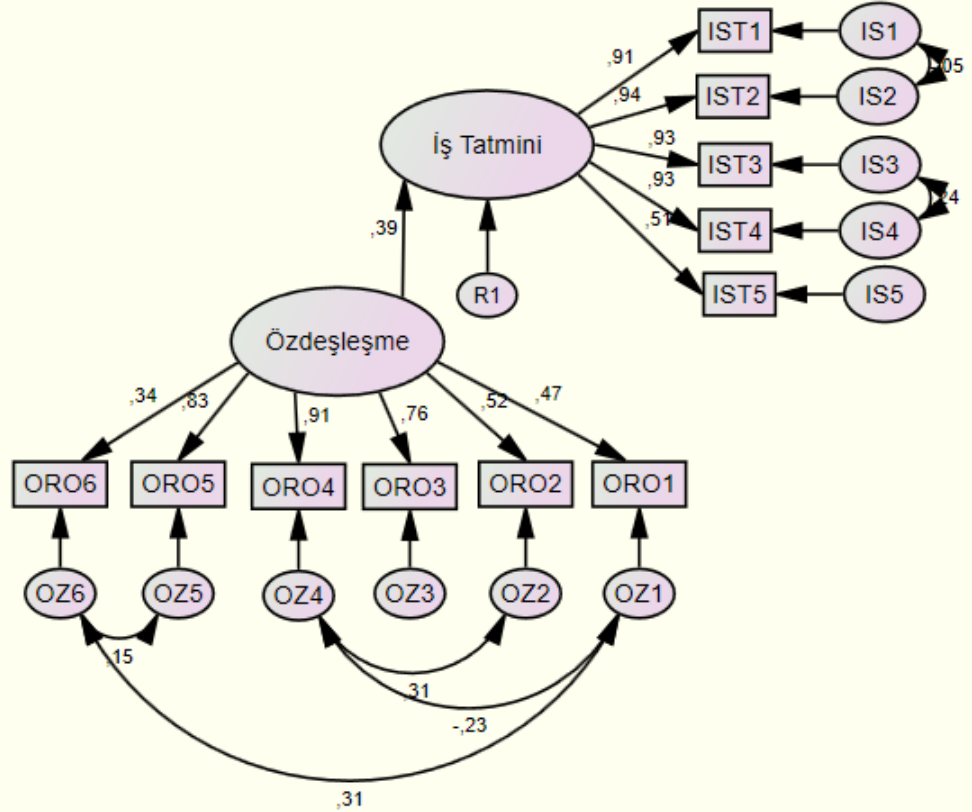 IST1
IS1
,91
,05
,94
IST2
IS2
İş Tatmini
,93
IST3
IS3
,93
,24
,51
IST4
IS4
,39
R1
IST5
IS5
Özdeşleşme
,34
,83
,91
,76
,52
,47
ORO6
ORO5
ORO4
ORO3
ORO2
ORO1
OZ6
OZ5
OZ4
OZ3
OZ2
OZ1
,15
,31
-,23
,31